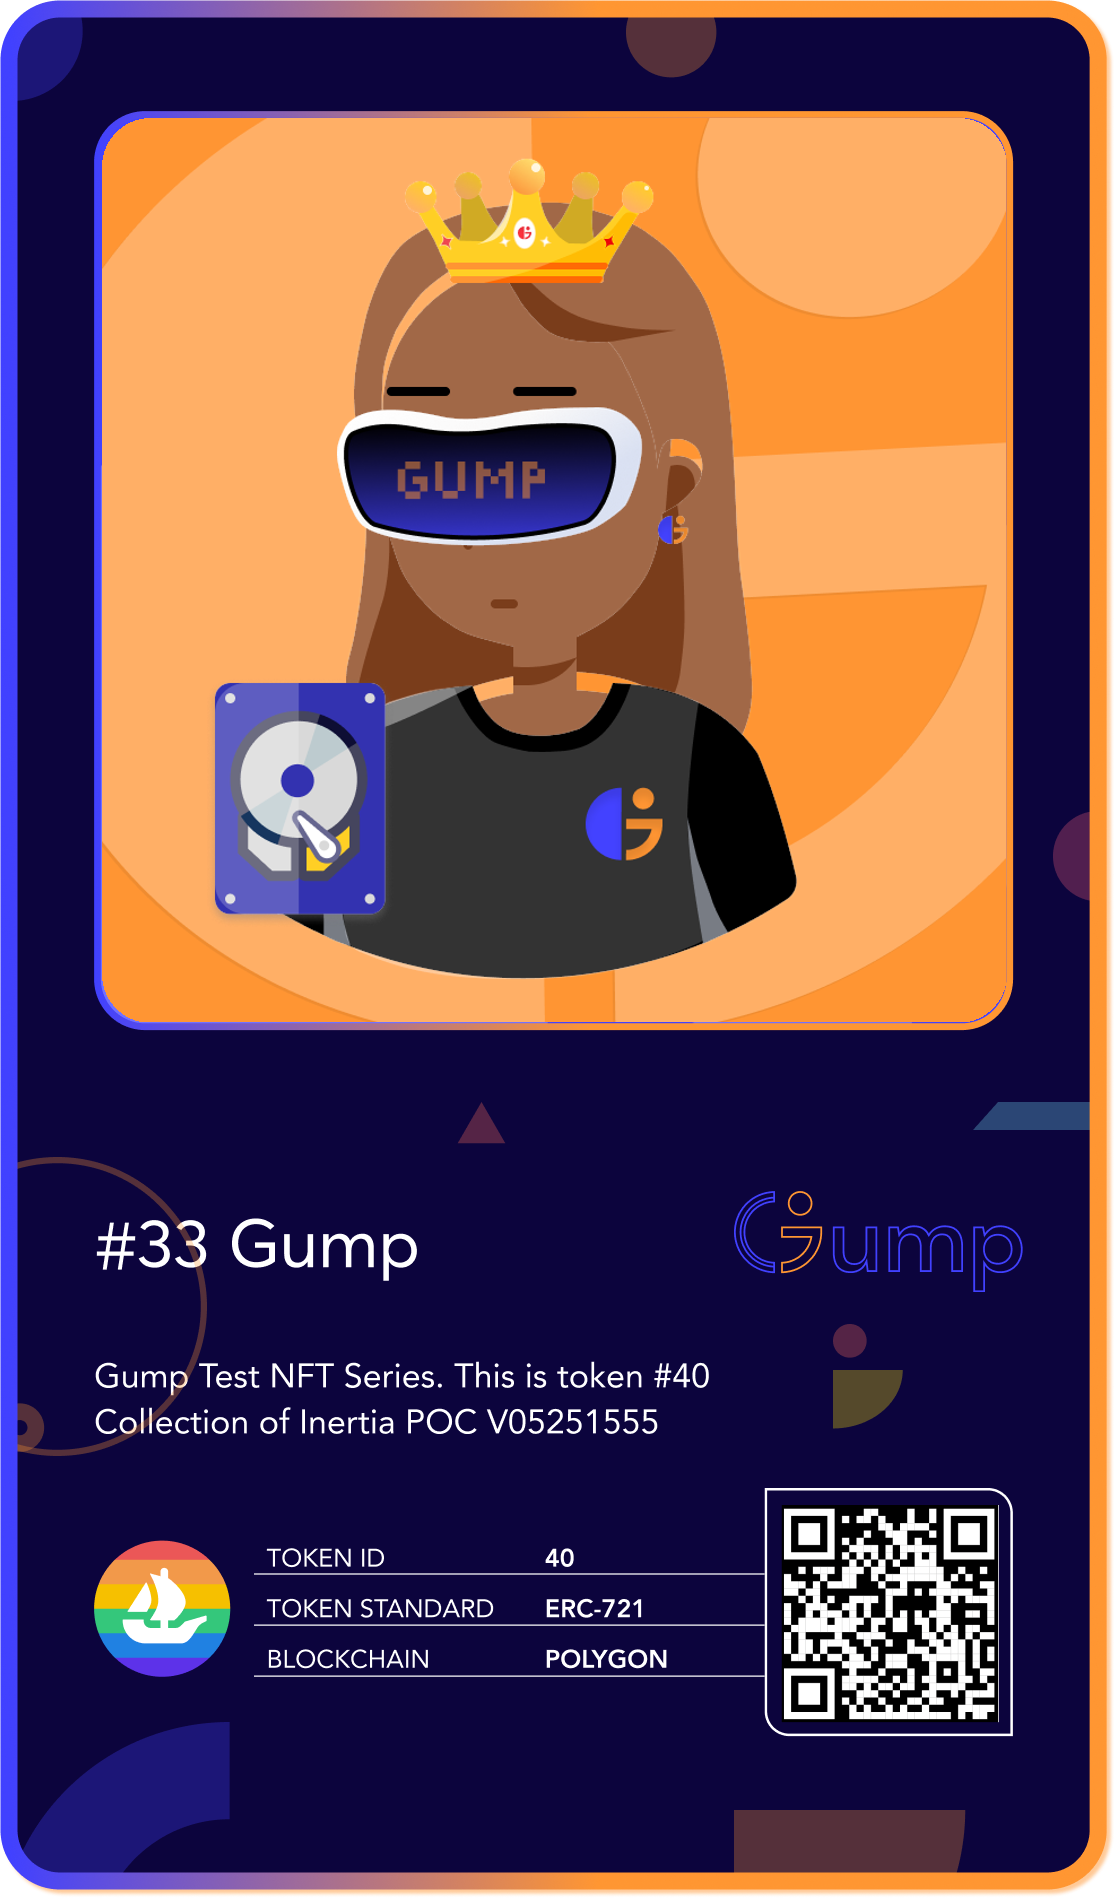 GUMP
#33 Gump
Gump
Gump Test NFT Series. This is token #40
Collection of Inertia POC V05251555
TOKEN ID 40
TOKEN STANDARD ERC-721
BLOCKCHAIN POLYGON